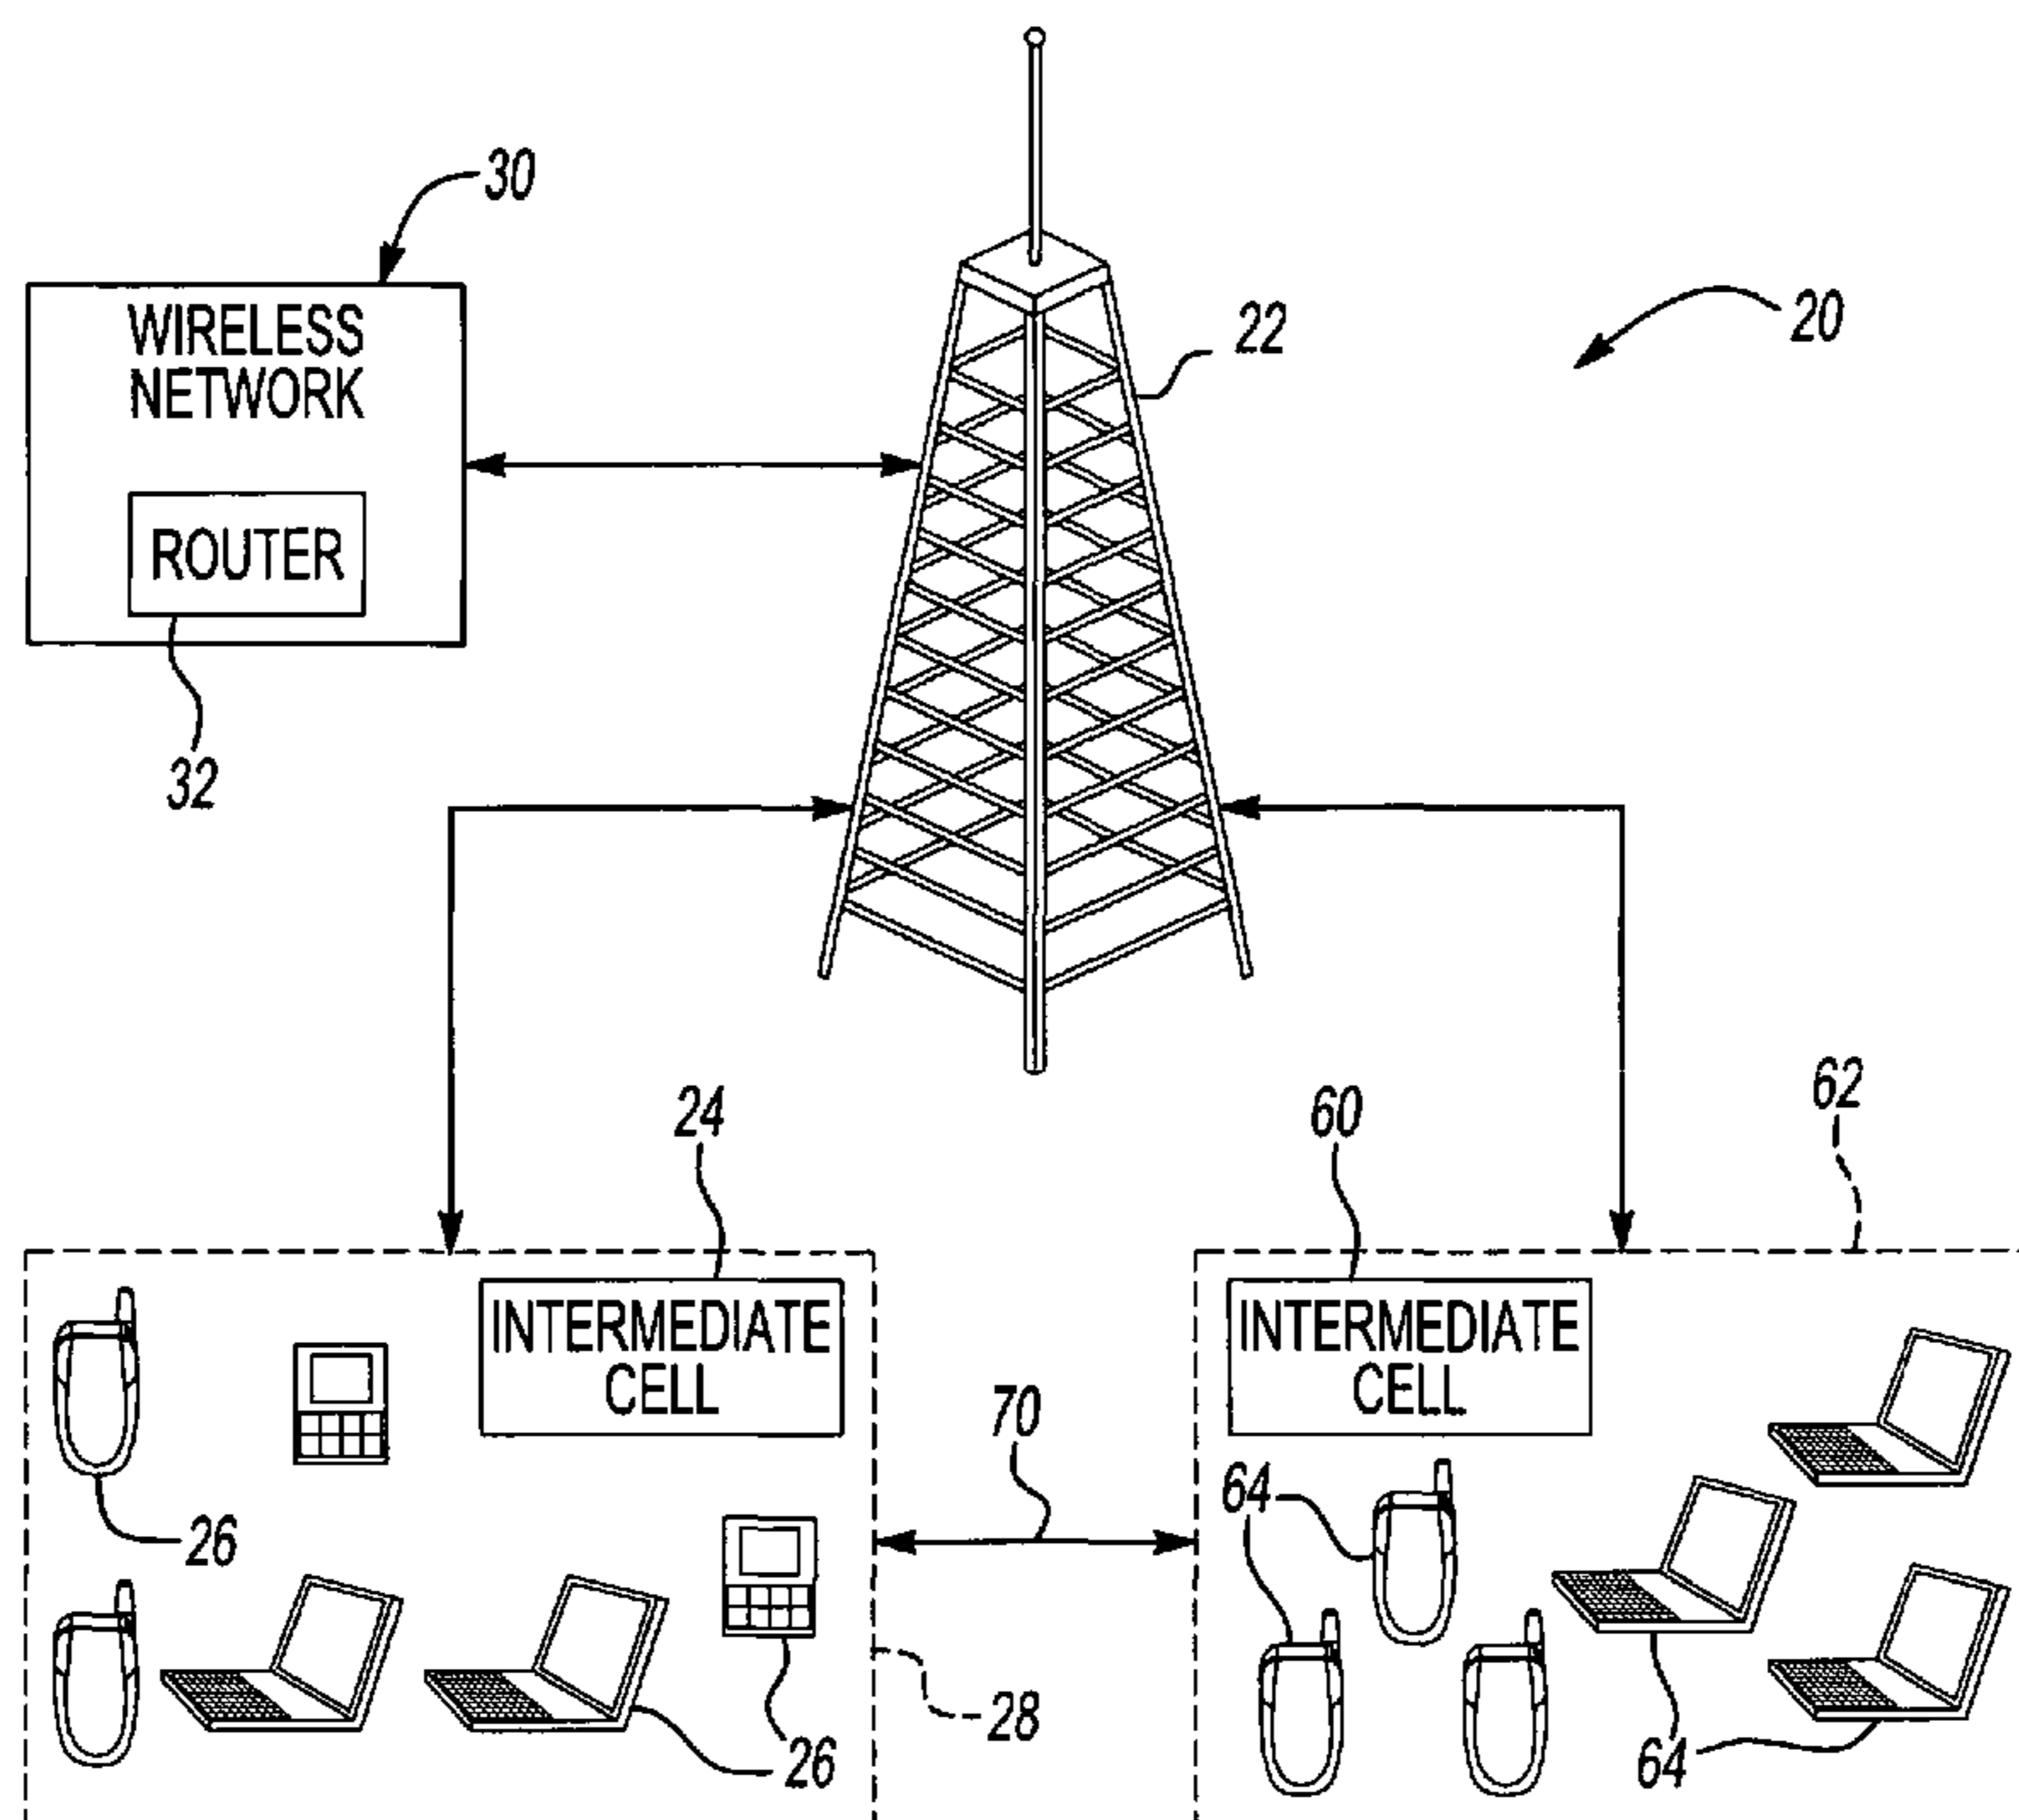 30
WIRELESS
NETWORK
20
22
ROUTER
32
24
60
62
INTERMEDIATE
CELL
INTERMEDIATE
CELL
70
64
26
28
26
64